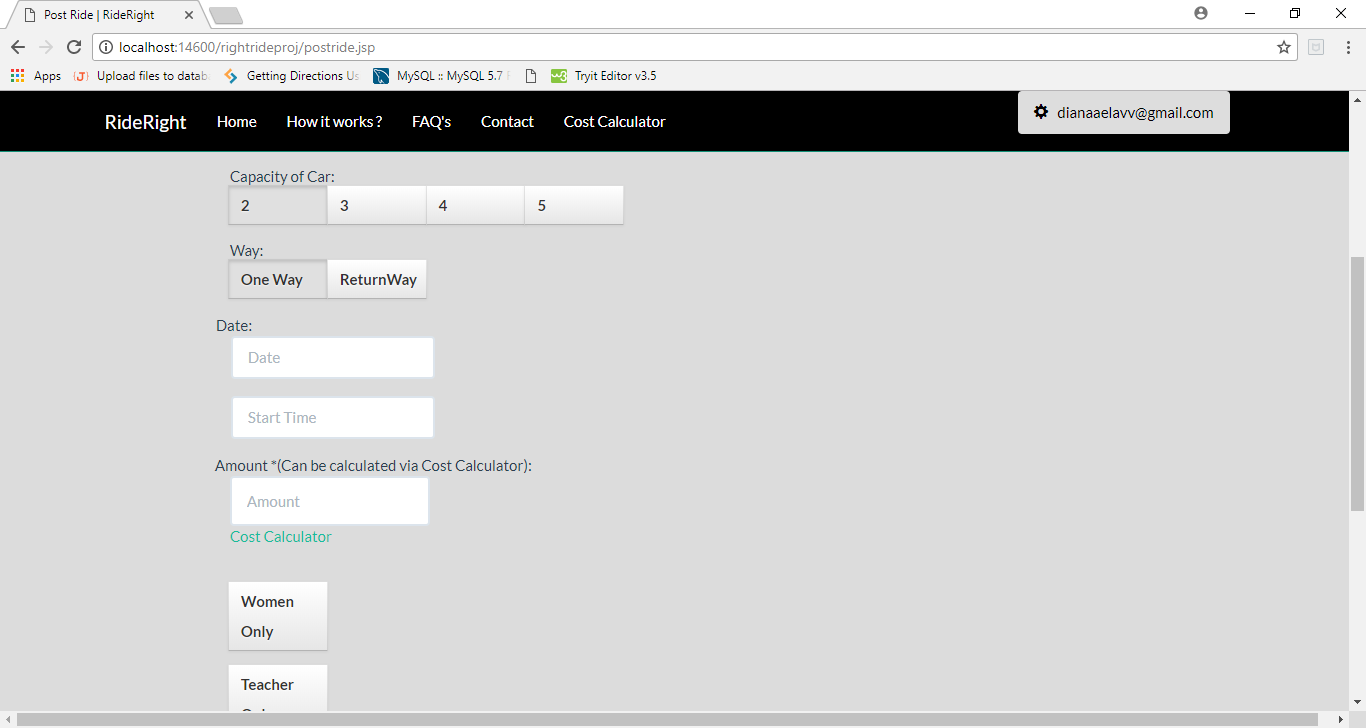 Post Ride | RideRight
localhost:14600/rightrideproj/postride.jsp
Apps Upload files to datab Getting Directions Us MySQL :: MySQL 5.7 Tryit Editor v3.5
RideRight Home How it works ? FAQ's Contact Cost Calculator dianaaelavv@gmail.com
Capacity of Car:
2 3 4 5
Way:
One Way ReturnWay
Date:
Date
Start Time
Amount *(Can be calculated via Cost Calculator):
Amount
Cost Calculator
Women
Only
Teacher